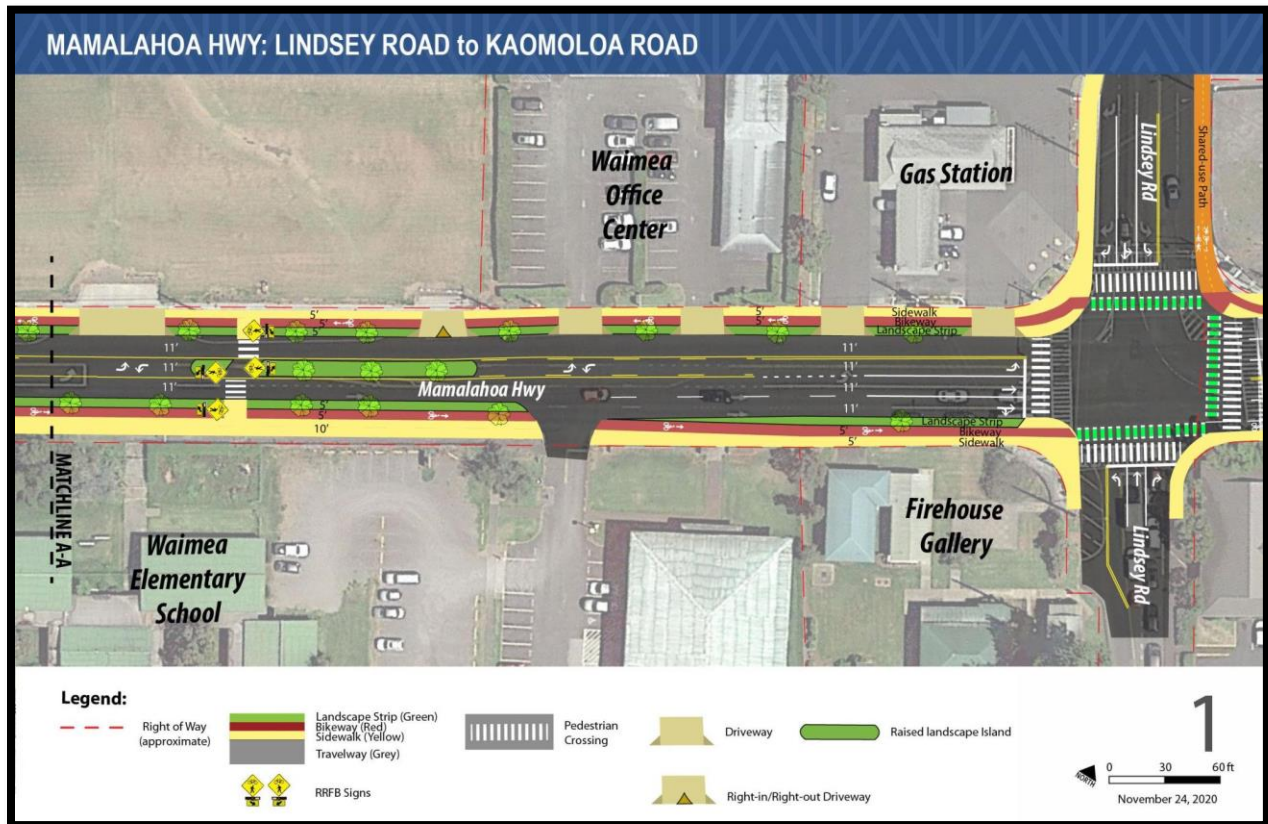 MAMALAHOA HWY: LINDSEY ROAD to KAOMOLOA ROAD
Waimea
Office
Center
Gas Station
Lindsey Rd
Shared-use Path
5'
5'
5'
5'
Sidewalk
Bikeway
Landscape Strip
11'
11'
11'
11'
11'
11'
11'
Mamalahoa Hwy
5'
5'
10'
Landscape Strip
Bikeway
Sidewalk
5'
5'
MATCHLINE A-A
Waimea
Elementary
School
Firehouse
Gallery
Lindsey Rd
Legend:
Right of Way
(approximate)
Landscape Strip (Green)
Bikeway (Red)
Sidewalk (Yellow)
Travelway (Grey)
RRFB Signs
Pedestrian
Crossing
Driveway
Right-in/Right-out Driveway
Raised landscape Island
1
NORTH
0 30 60 ft
November 24, 2020